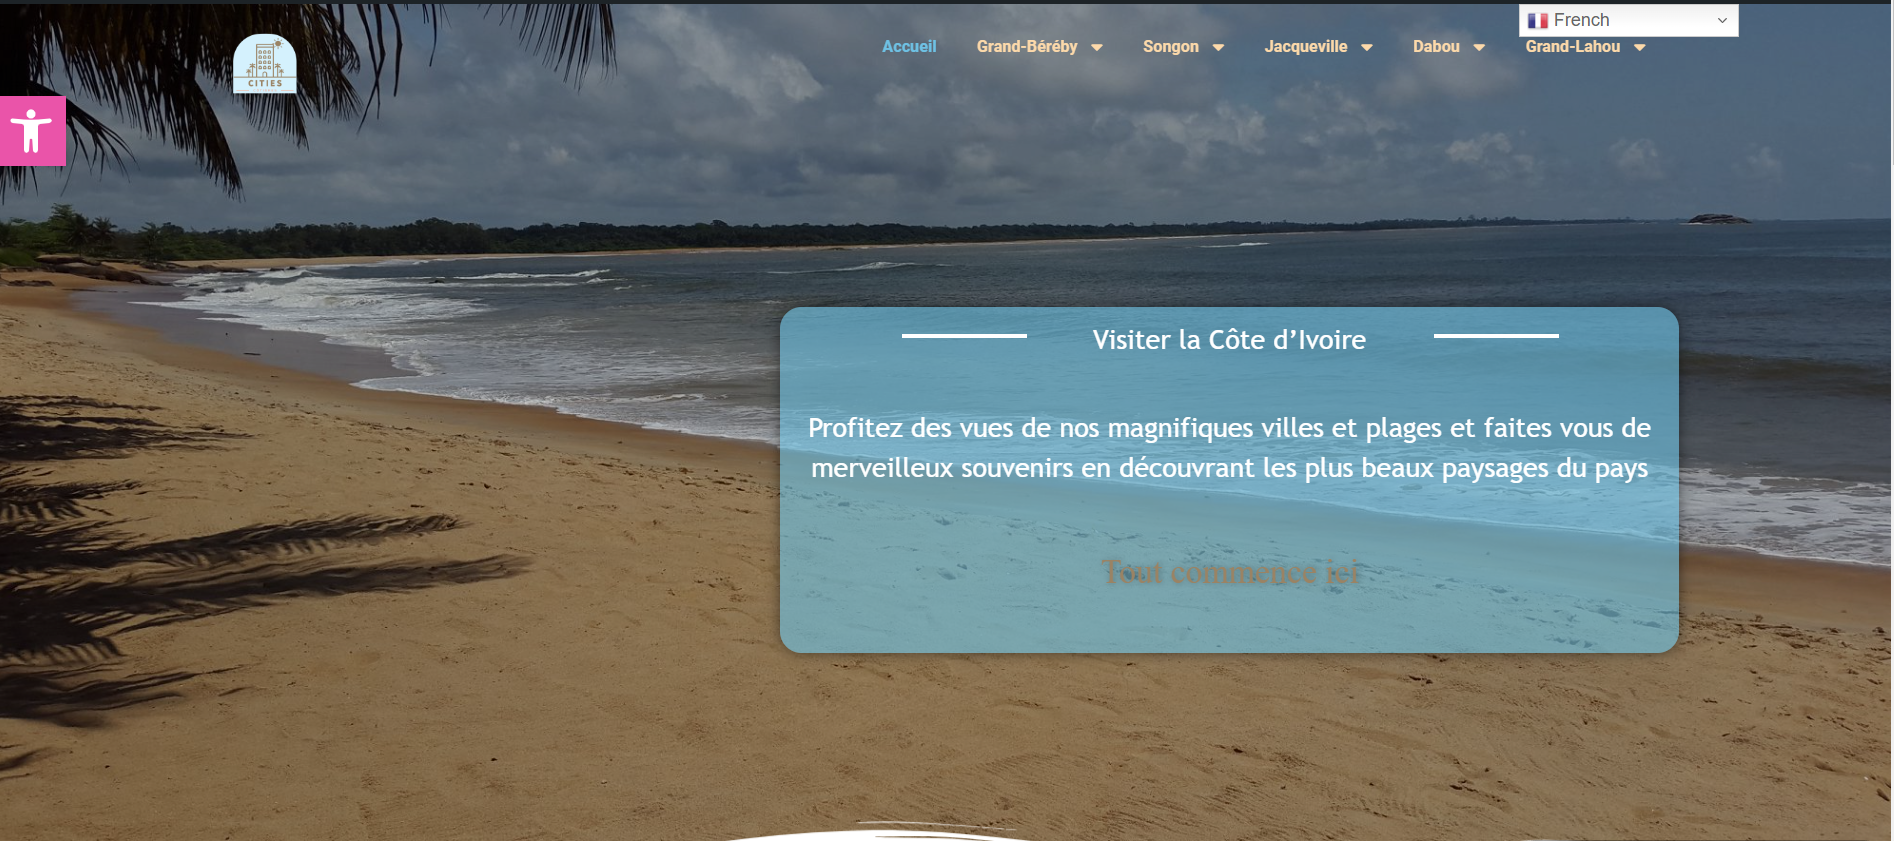 French
Accueil Grand-Béréby Songon Jacqueville Dabou Grand-Lahou
CITIES
Visiter la Côte d’Ivoire
Profitez des vues de nos magnifiques villes et plages et faites vous de
merveilleux souvenirs en découvrant les plus beaux paysages du pays
Tout commence ici